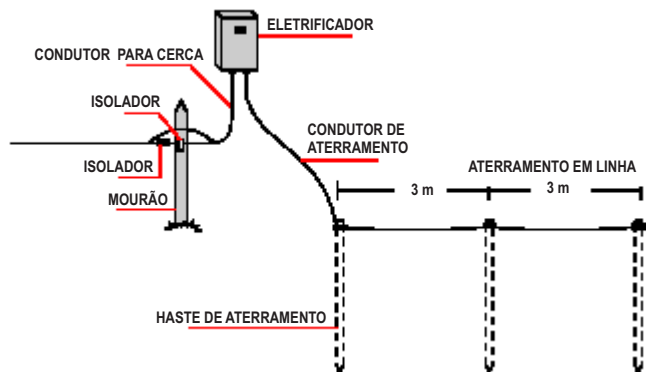 ELETRIFICADOR
CONDUTOR PARA CERCA
ISOLADOR
CONDUTOR DE
ATERRAMENTO
ISOLADOR
ATERRAMENTO EM LINHA
3 m
3 m
MOURÃO
HASTE DE ATERRAMENTO